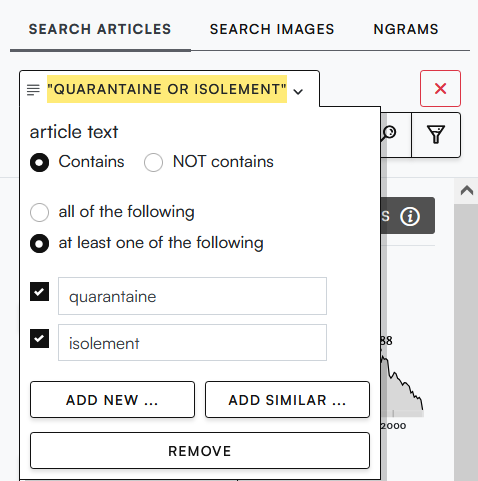 SEARCH ARTICLES SEARCH IMAGES NGRAMS
"QUARANTAINE OR ISOLEMENT"
article text
Contains NOT contains
S
all of the following
at least one of the following
quarantaine
88
isolement
ADD NEW ... ADD SIMILAR ...
2000
REMOVE